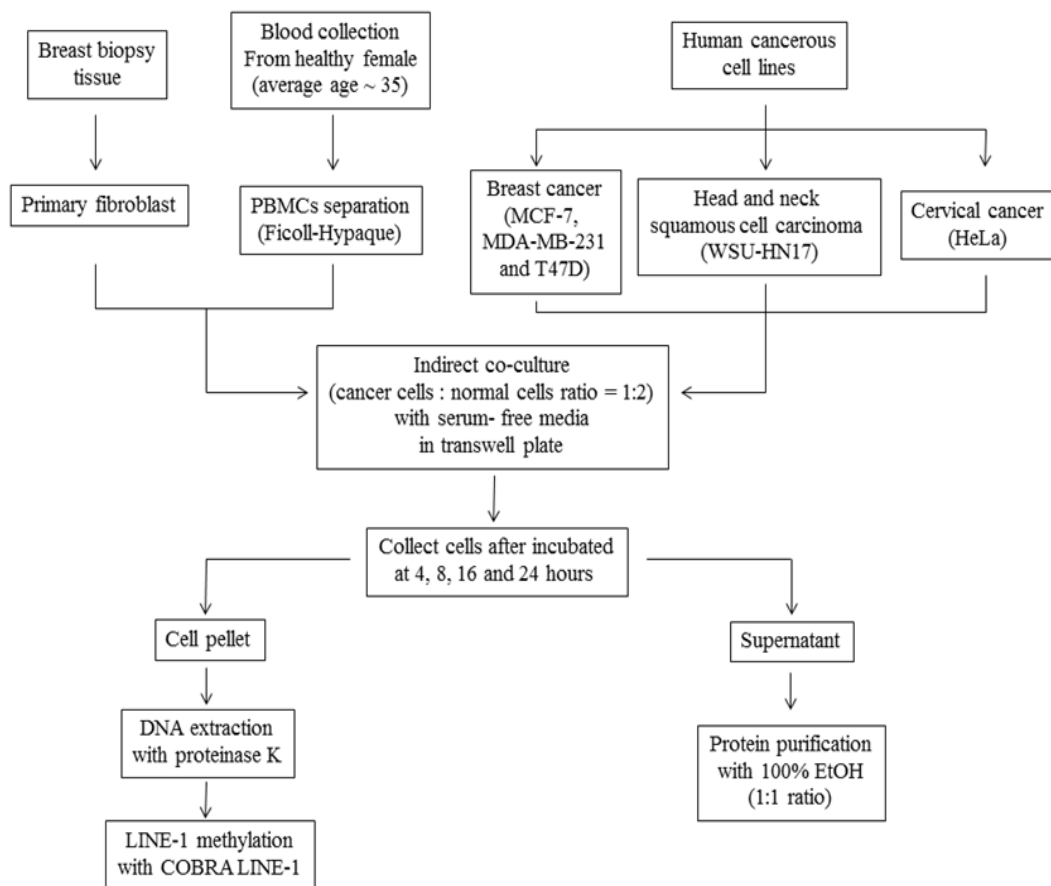 Breast biopsy
tissue
Blood collection
From healthy female
(average age ~ 35)
Human cancerous
cell lines
Primary fibroblast
PBMCs separation
(Ficoll-Hypaque)
Breast cancer
(MCF-7,
MDA-MB-231
and T47D)
Head and neck
squamous cell carcinoma
(WSU-HN17)
Cervical cancer
(HeLa)
Indirect co-culture
(cancer cells : normal cells ratio = 1:2)
with serum- free media
in transwell plate
Collect cells after incubated
at 4, 8, 16 and 24 hours
Cell pellet
Supernatant
DNA extraction
with proteinase K
Protein purification
with 100% EtOH
(1:1 ratio)
LINE-1 methylation
with COBRA LINE-1